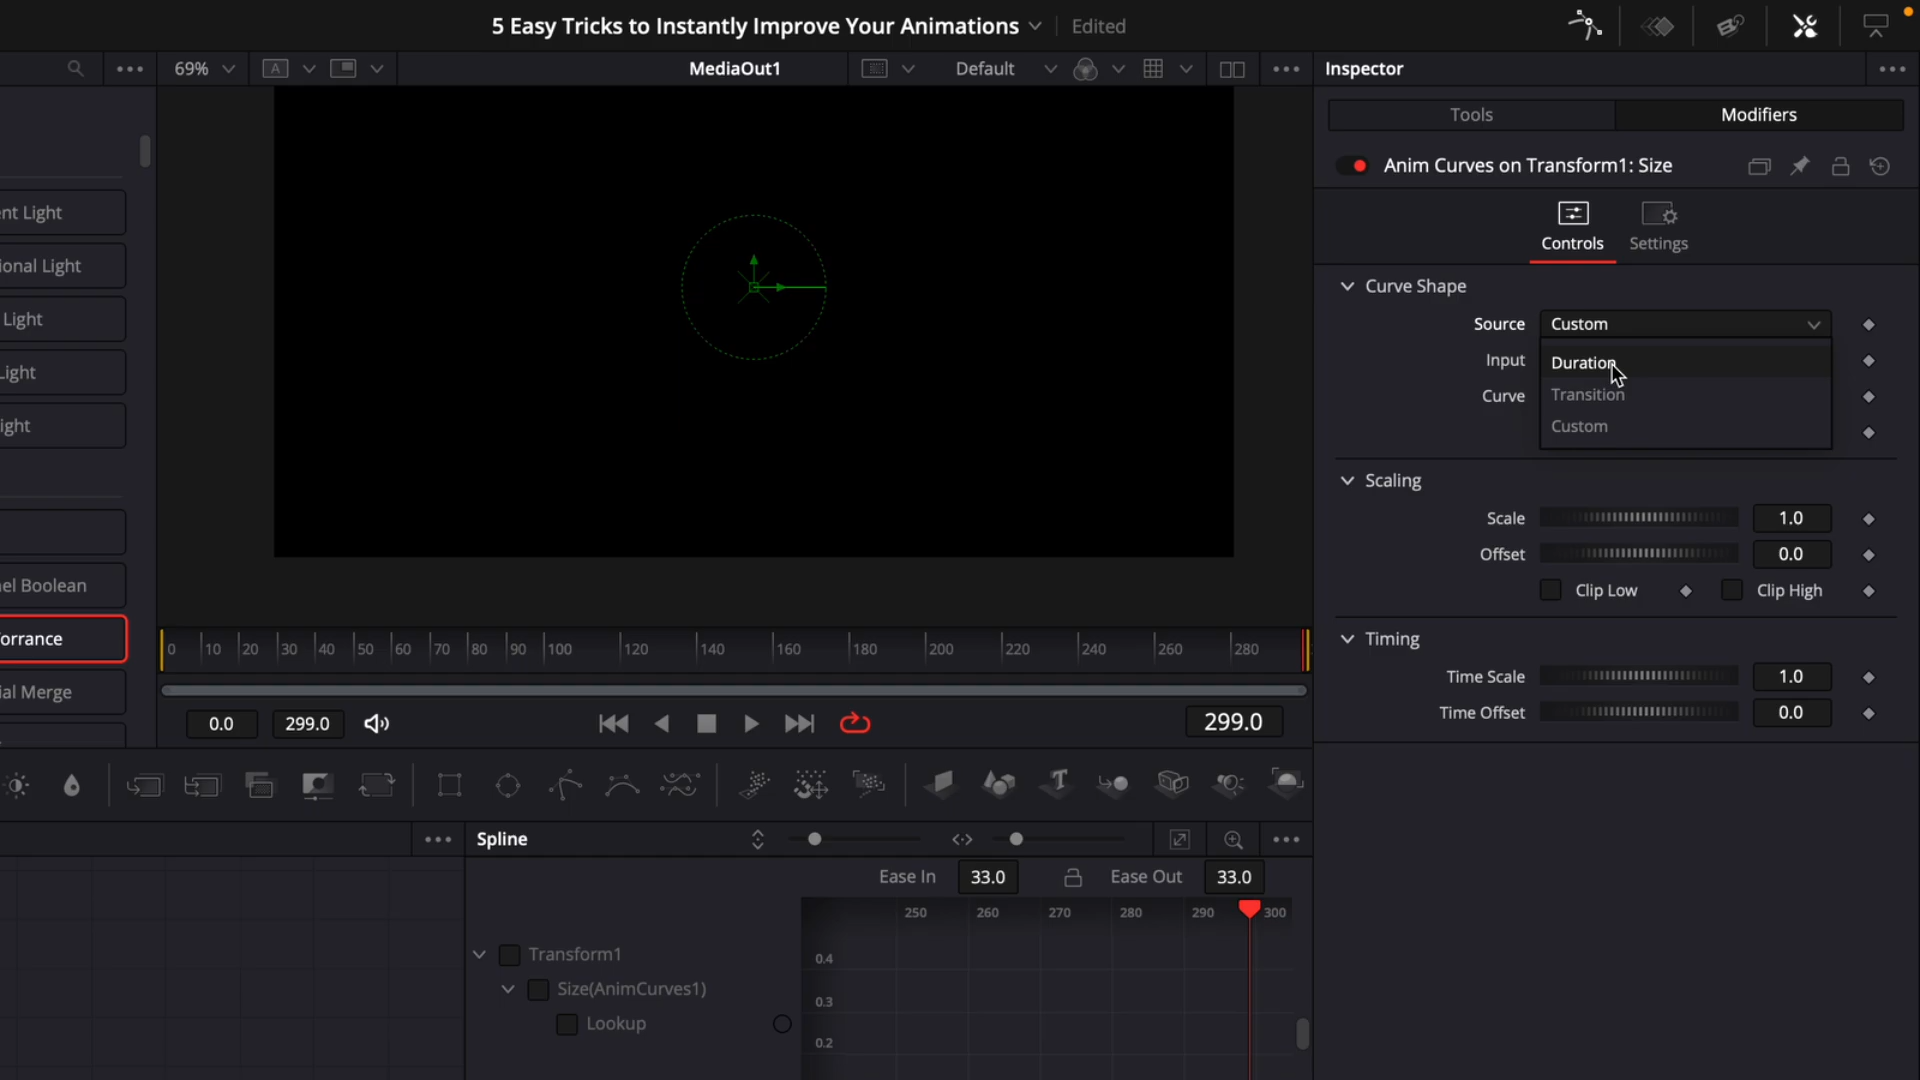 5 Easy Tricks to Instantly Improve Your Animations
Edited
69%
A
MediaOut1
Default
Inspector
Tools
Modifiers
Anim Curves on Transform1: Size
Controls
Settings
nt Light
ional Light
Light
Light
ight
Curve Shape
Source
Custom
Input
Duration
Curve
Transition
Custom
Scaling
Scale
1.0
Offset
0.0
Clip Low
Clip High
el Boolean
orrance
ial Merge
Timing
Time Scale
1.0
Time Offset
0.0
0 10 20 30 40 50 60 70 80 90 100 120 140 160 180 200 220 240 260 280
0.0
299.0
299.0
T
Spline
Ease In
33.0
Ease Out
33.0
250 260 270 280 290 300
Transform1
0.4
Size(AnimCurves1)
0.3
Lookup
0.2